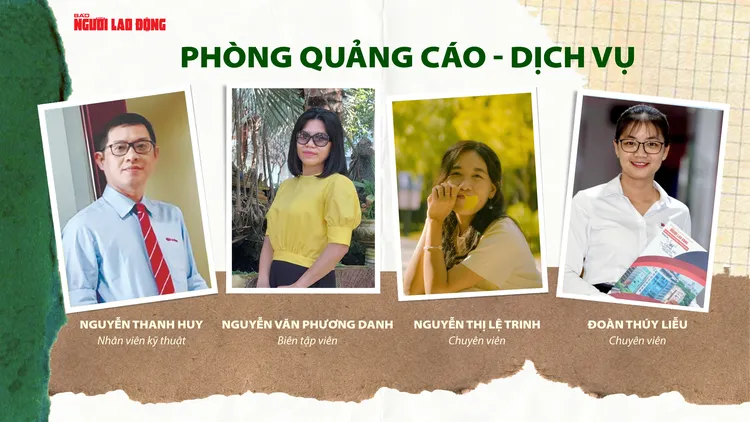 BÁO
NGƯỜI LAO ĐỘNG
PHÒNG QUẢNG CÁO - DỊCH VỤ
NGUYỄN THANH HUY
Nhân viên kỹ thuật
NGUYỄN VĂN PHƯƠNG DANH
Biên tập viên
NGUYỄN THỊ LỆ TRINH
Chuyên viên
ĐOÀN THÙY LIỄU
Chuyên viên